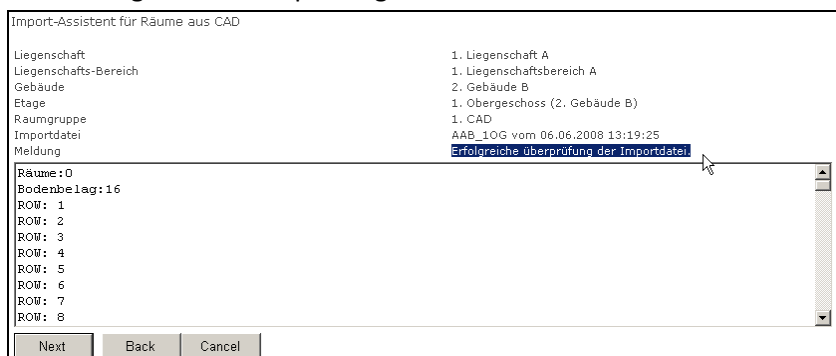 Import-Assistent für Räume aus CAD
Liegenschaft 1. Liegenschaft A
Liegenschafts-Bereich 1. Liegenschaftsbereich A
Gebäude 2. Gebäude B
Etage 1. Obergeschoss (2. Gebäude B)
Raumgruppe 1. CAD
Importdatei AAB_1OG vom 06.06.2008 13:19:25
Meldung Erfolgreiche überprüfung der Importdatei.
Räume:0
Bodenbelag:16
ROW: 1
ROW: 2
ROW: 3
ROW: 4
ROW: 5
ROW: 6
ROW: 7
ROW: 8
Next Back Cancel